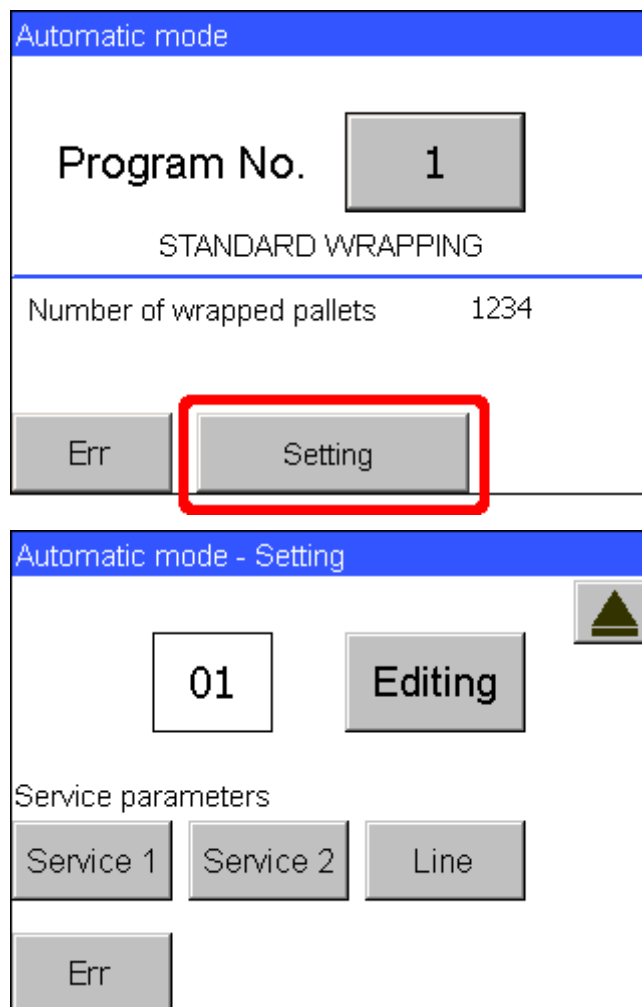 Automatic mode
Program No. 1
STANDARD WRAPPING
Number of wrapped pallets 1234
Err Setting
Automatic mode - Setting
01 Editing
Service parameters
Service 1 Service 2 Line
Err